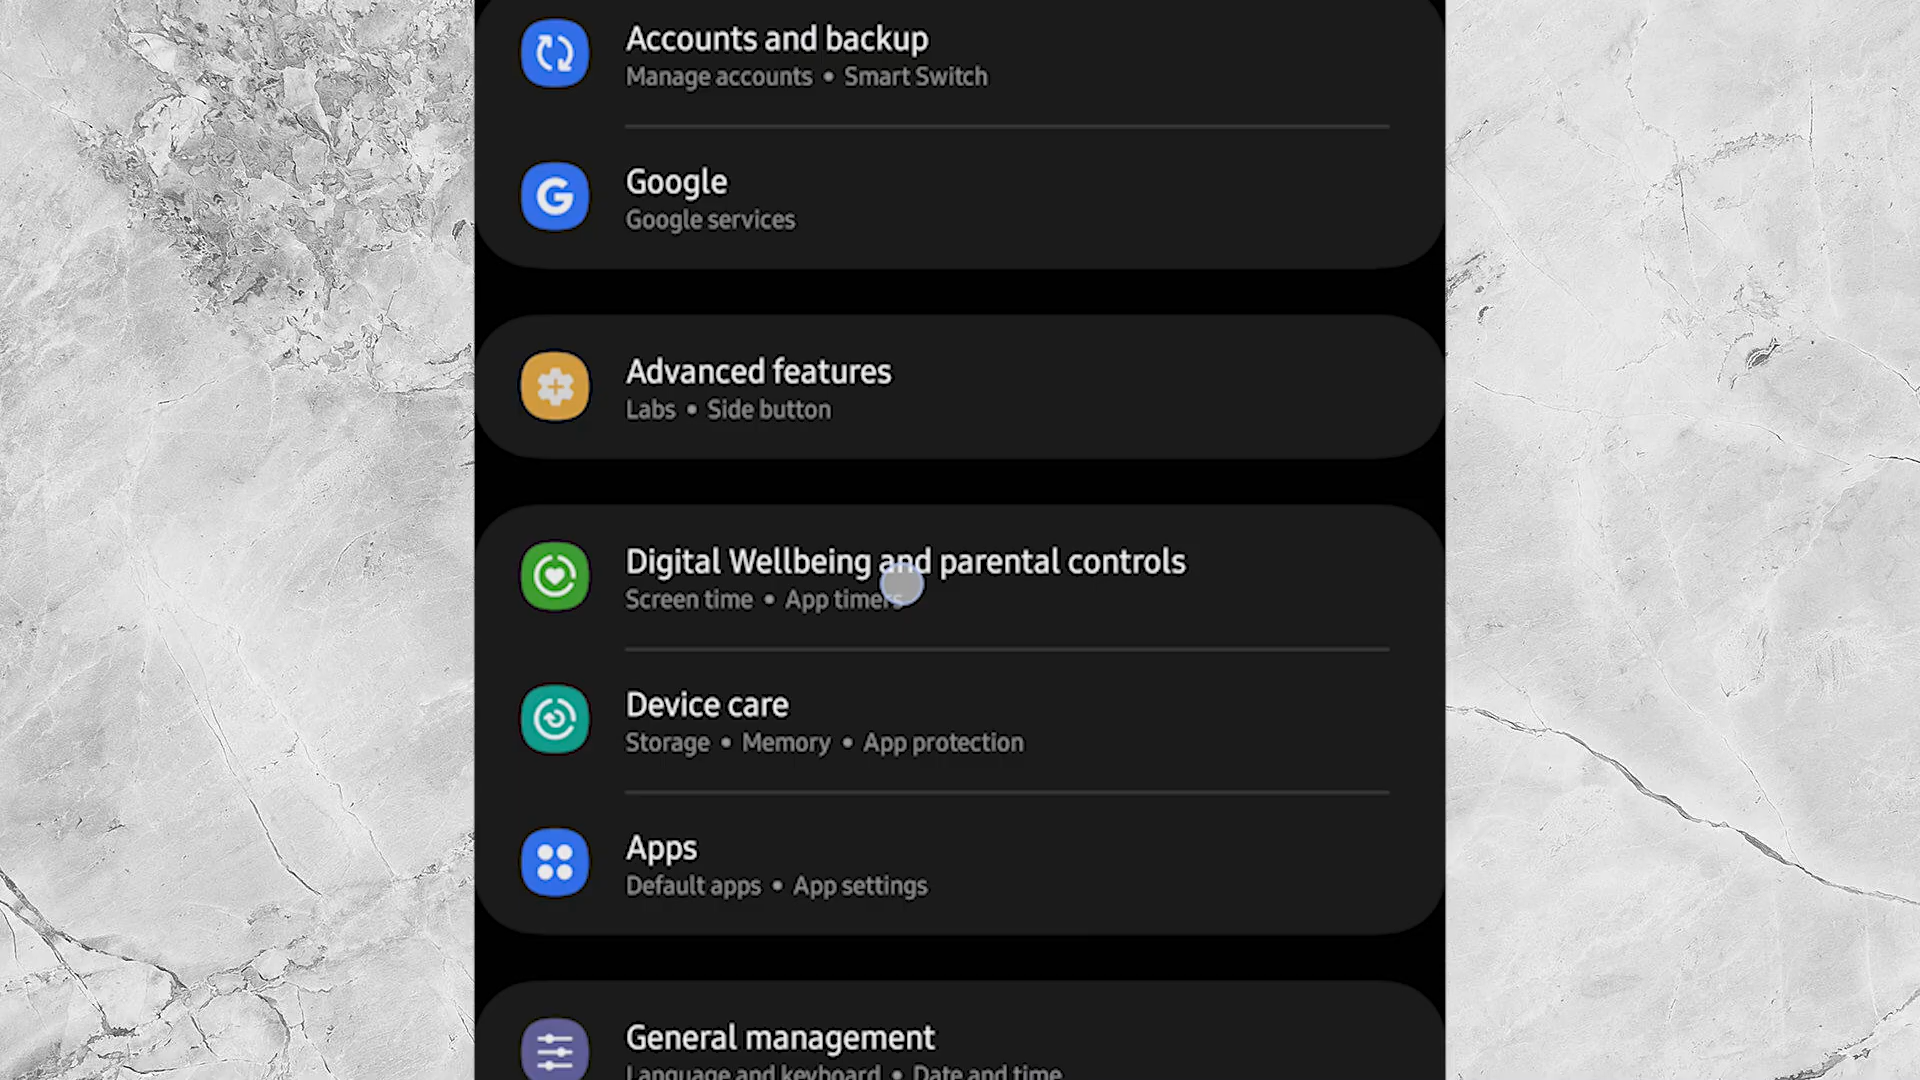 Accounts and backup
Manage accounts • Smart Switch
Google
Google services
Advanced features
Labs • Side button
Digital Wellbeing and parental controls
Screen time • App timers
Device care
Storage • Memory • App protection
Apps
Default apps • App settings
General management
Language and keyboard • Date and time